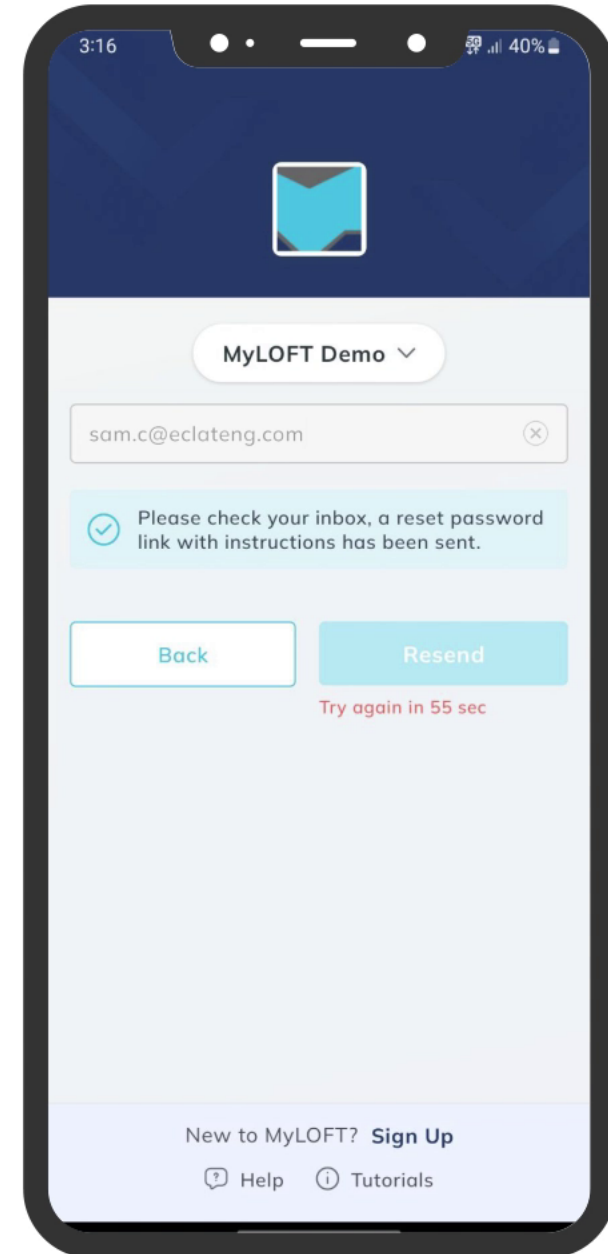 3:16 5G 40%
MyLOFT Demo
sam.c@eclateng.com
Please check your inbox, a reset password
link with instructions has been sent.
Back Resend
Try again in 55 sec
New to MyLOFT? Sign Up
Help Tutorials